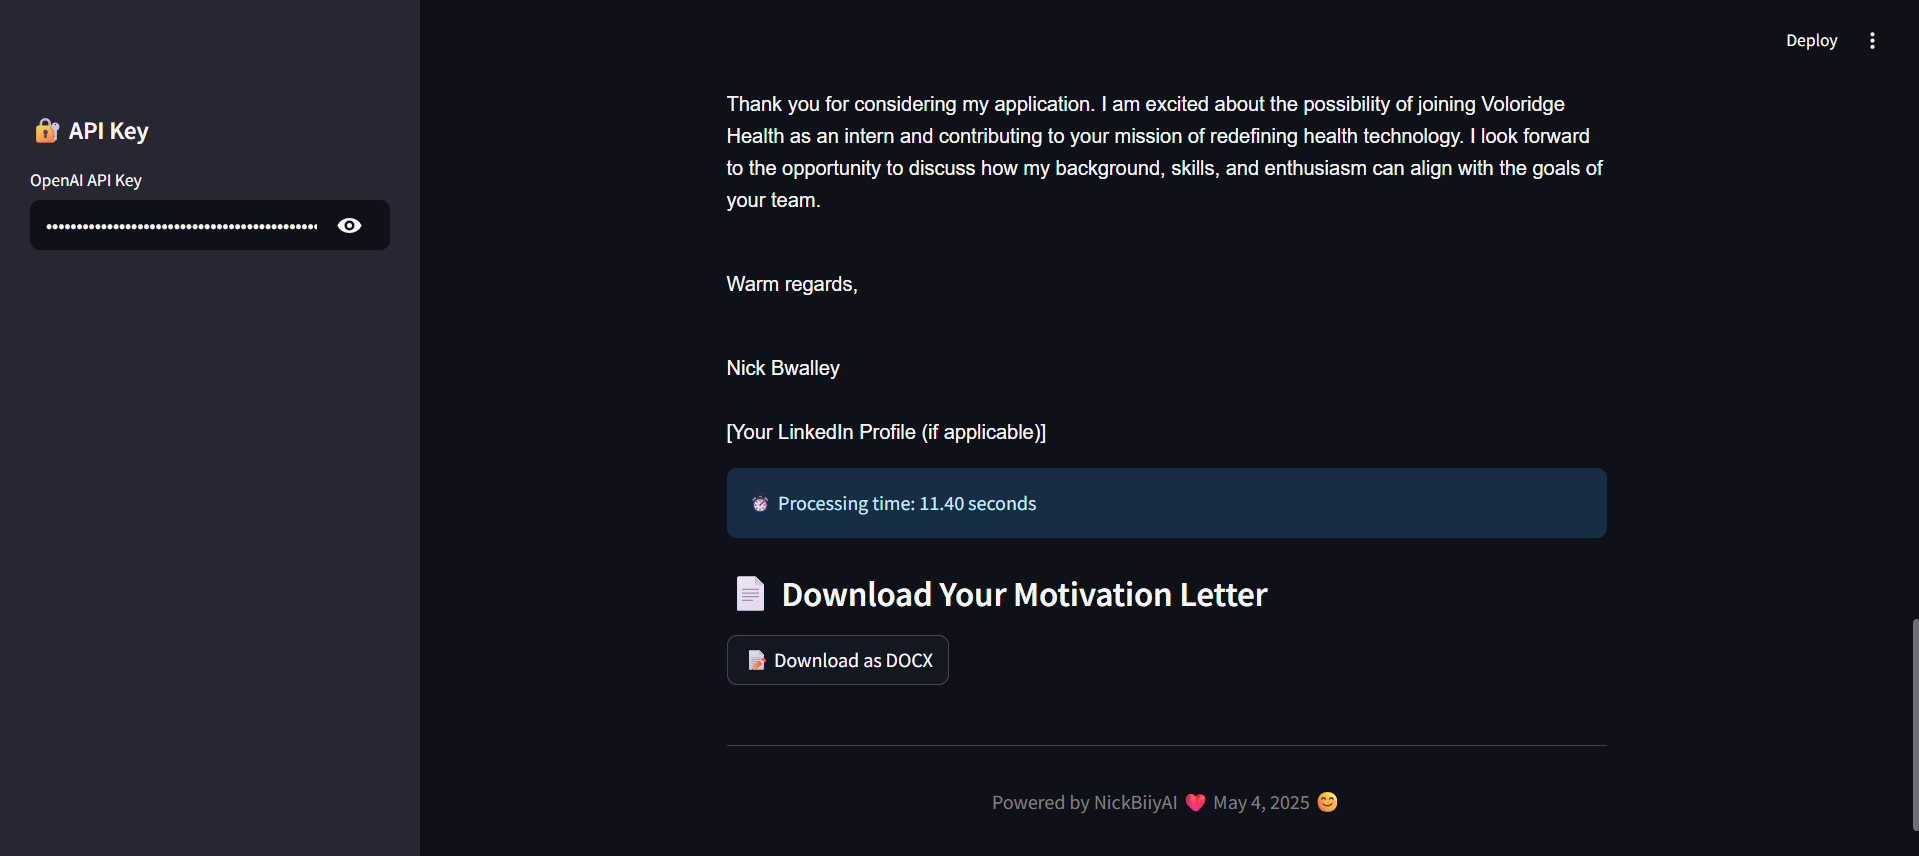 Deploy
API Key
OpenAI API Key
Thank you for considering my application. I am excited about the possibility of joining Voloridge
Health as an intern and contributing to your mission of redefining health technology. I look forward
to the opportunity to discuss how my background, skills, and enthusiasm can align with the goals of
your team.
Warm regards,
Nick Bwalley
[Your LinkedIn Profile (if applicable)]
Processing time: 11.40 seconds
Download Your Motivation Letter
Download as DOCX
Powered by NickBiiyAI ❤️ May 4, 2025 😊